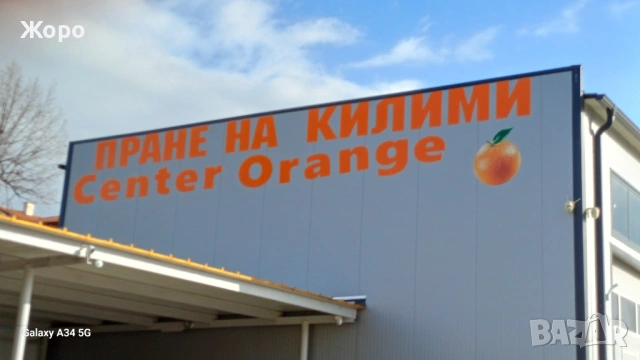 Жоро
ПРАНЕ НА КИЛИМИ
Center Orange
Galaxy A34 5G
BAZAR